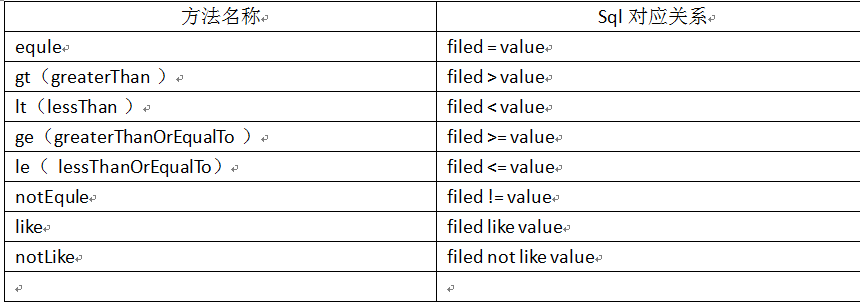 方法名称 Sql 对应关系
equle filed = value
gt（greaterThan ） filed > value
lt（lessThan ） filed < value
ge（greaterThanOrEqualTo ） filed >= value
le（ lessThanOrEqualTo） filed <= value
notEqule filed != value
like filed like value
notLike filed not like value